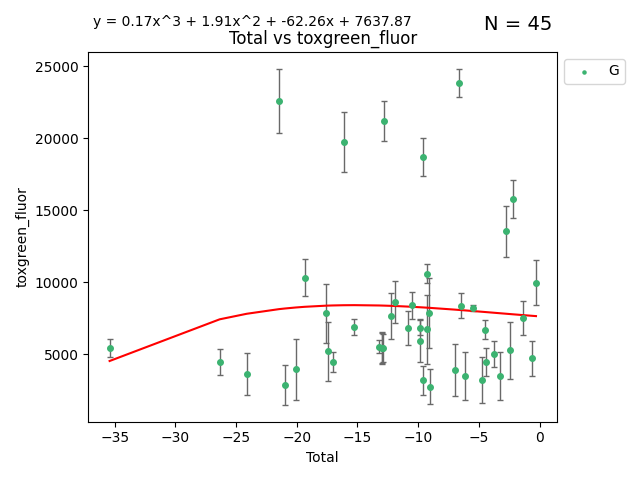 y = 0.17x^3 + 1.91x^2 + -62.26x + 7637.87
N = 45
Total vs toxgreen_fluor
G
25000
20000
15000
10000
5000
toxgreen_fluor
−35 −30 −25 −20 −15 −10 −5 0
Total